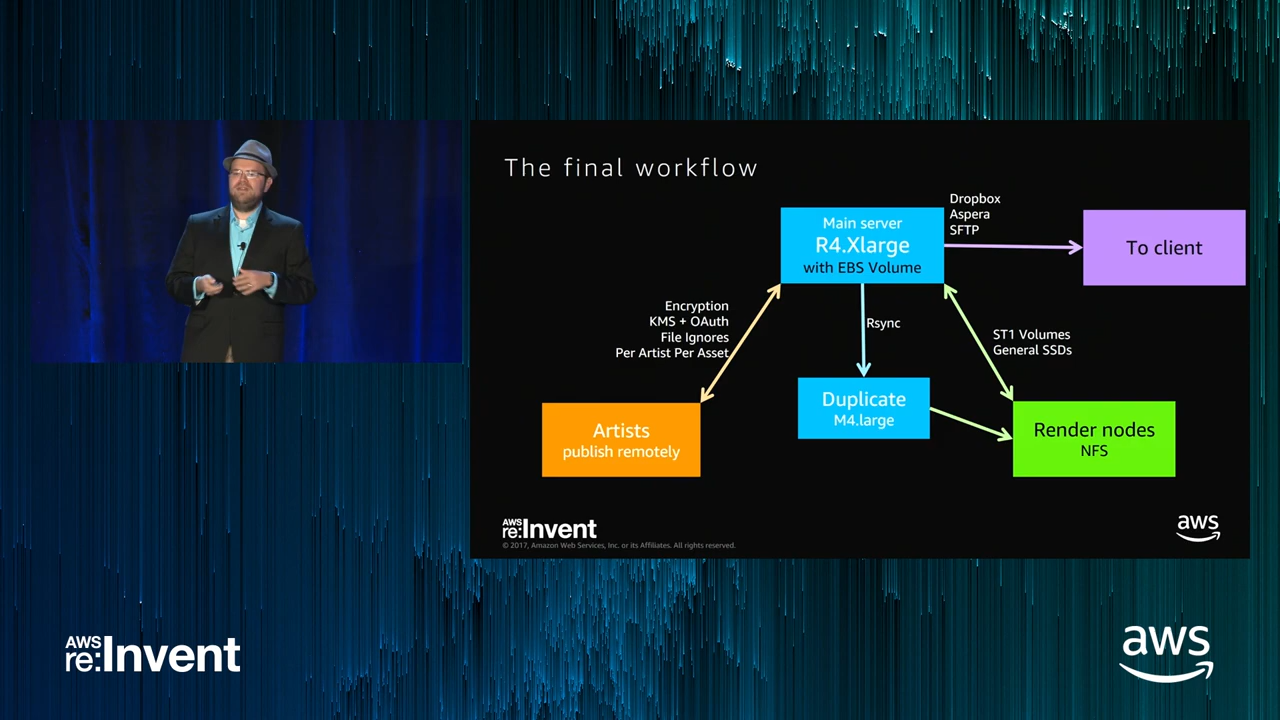 The final workflow
Main server
R4.Xlarge
with EBS Volume
Dropbox
Aspera
SFTP
To client
Encryption
KMS + OAuth
File Ignores
Per Artist Per Asset
Rsync
ST1 Volumes
General SSDs
Artists
publish remotely
Duplicate
M4.large
Render nodes
NFS
AWS
re:Invent
© 2017, Amazon Web Services, Inc. or its Affiliates. All rights reserved.
aws
AWS
re:Invent
aws